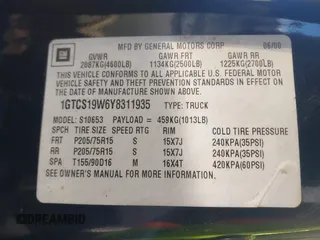 MFD BY GENERAL MOTORS CORP 06/00
GVWR GAWR FRT GAWR RR
2087KG(4600LB) 1134KG(2500LB) 1225KG(2700LB)
THIS VEHICLE CONFORMS TO ALL APPLICABLE U.S. FEDERAL MOTOR
VEHICLE SAFETY STANDARDS IN EFFECT ON THE DATE OF
MANUFACTURE SHOWN ABOVE.
1GTCS19W6Y8311935 TYPE: TRUCK
MODEL: S10653 PAYLOAD = 459KG(1013LB)
TIRE SIZE SPEED RTG RIM COLD TIRE PRESSURE
FRT P205/75R15 S 15X7J 240KPA(35PSI)
RR P205/75R15 S 15X7J 240KPA(35PSI)
SPA T155/90D16 M 16X4T 420KPA(60PSI)
SEE OWNER'S MANUAL FOR MORE INFORMATION.
DREAMBID